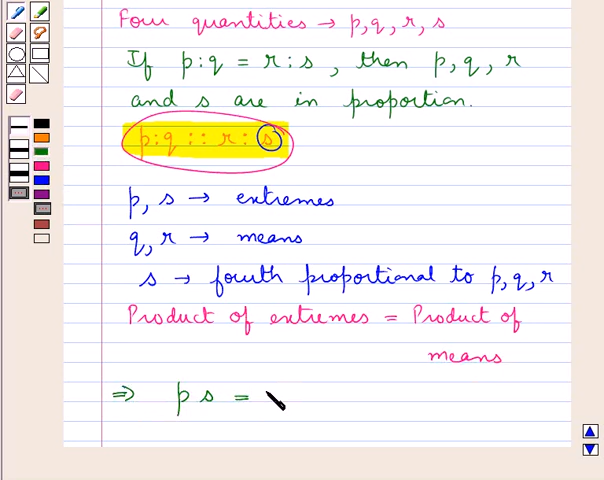 Four quantities → p, q, r, s
If p : q = r : s , then p, q, r
and s are in proportion.
p : q : : r : s
p, s → extremes
q, r → means
s → fourth proportional to p, q, r
Product of extremes = Product of
means
⇒ p s =